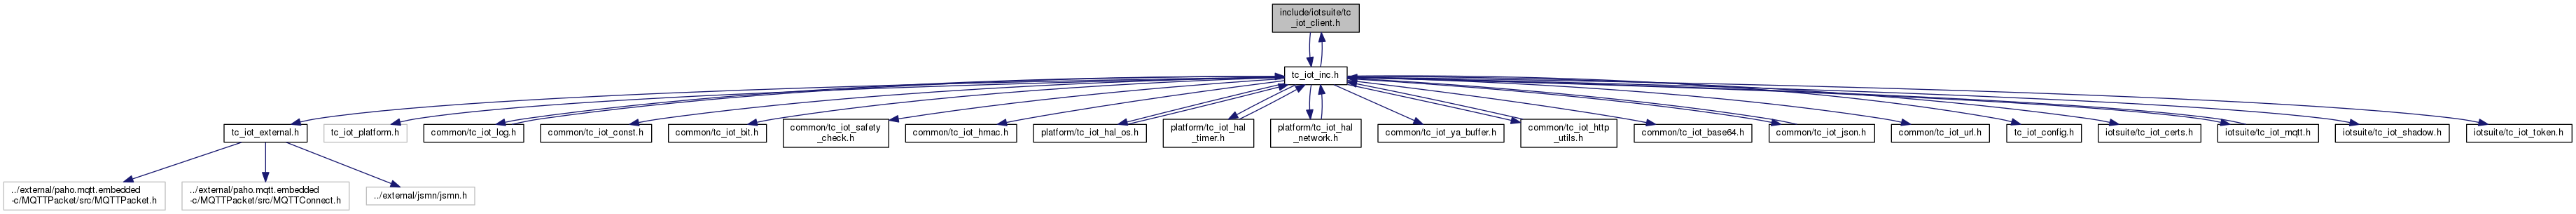 include/iotsuite/tc
_iot_client.h
tc_iot_inc.h
tc_iot_external.h
tc_iot_platform.h
common/tc_iot_log.h
common/tc_iot_const.h
common/tc_iot_bit.h
common/tc_iot_safety
_check.h
common/tc_iot_hmac.h
platform/tc_iot_hal_os.h
platform/tc_iot_hal
_timer.h
platform/tc_iot_hal
_network.h
common/tc_iot_ya_buffer.h
common/tc_iot_http
_utils.h
common/tc_iot_base64.h
common/tc_iot_json.h
common/tc_iot_url.h
tc_iot_config.h
iotsuite/tc_iot_certs.h
iotsuite/tc_iot_mqtt.h
iotsuite/tc_iot_shadow.h
iotsuite/tc_iot_token.h
../external/paho.mqtt.embedded
-c/MQTTPacket/src/MQTTPacket.h
../external/paho.mqtt.embedded
-c/MQTTPacket/src/MQTTConnect.h
../external/jsmn/jsmn.h